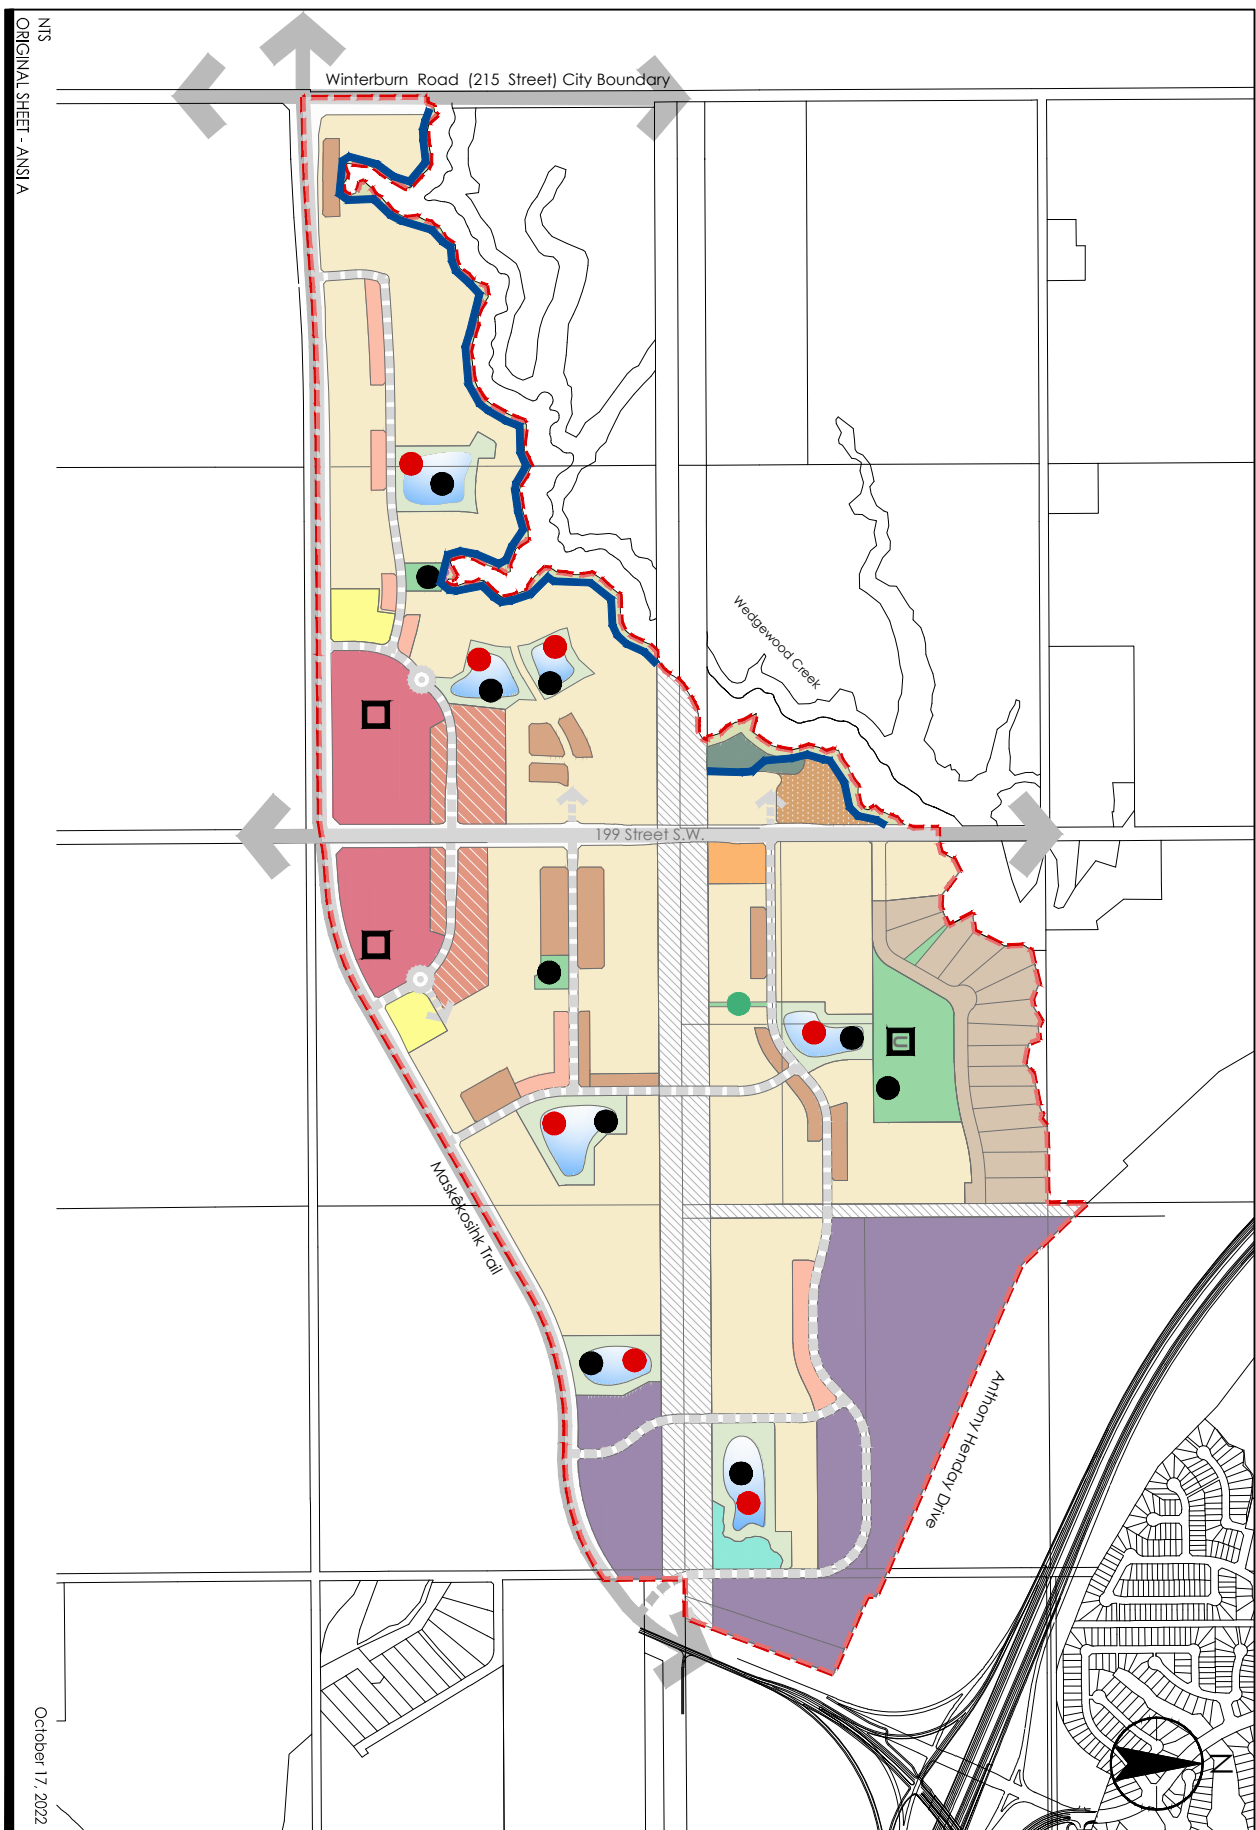 NTS
ORIGINAL SHEET - ANSI A
Winterburn Road (215 Street) City Boundary
Wedgewood Creek
199 Street S.W.
U
Maskêkosihk Trail
Anthony Henday Drive
N
October 17, 2022